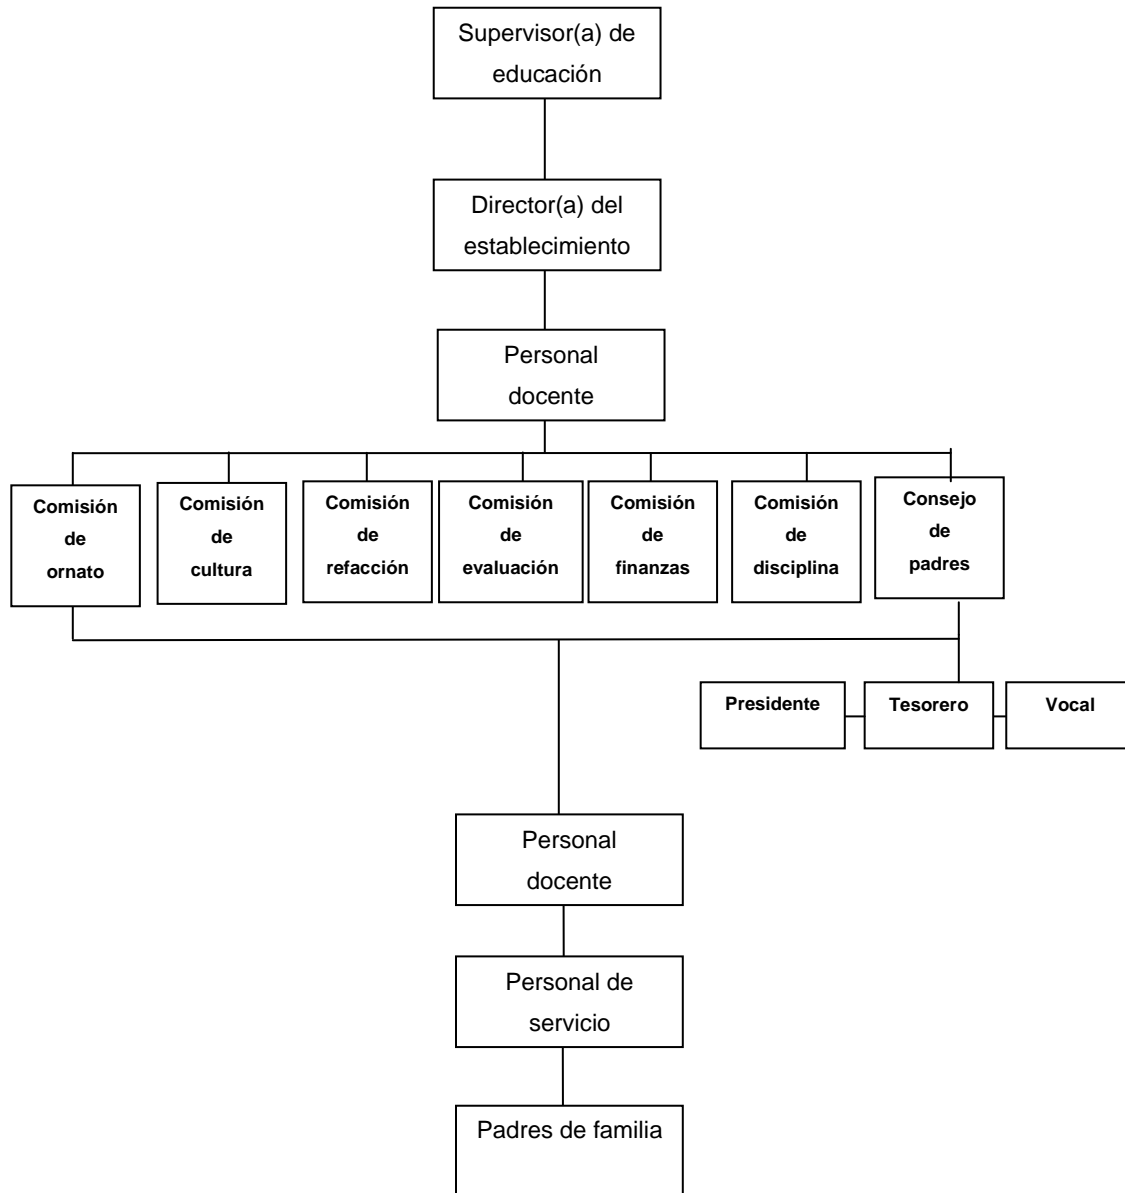 Supervisor(a) de
educación
Director(a) del
establecimiento
Personal
docente
Comisión
de
ornato
Comisión
de
cultura
Comisión
de
refacción
Comisión
de
evaluación
Comisión
de
finanzas
Comisión
de
disciplina
Consejo
de
padres
Presidente
Tesorero
Vocal
Personal
docente
Personal de
servicio
Padres de familia